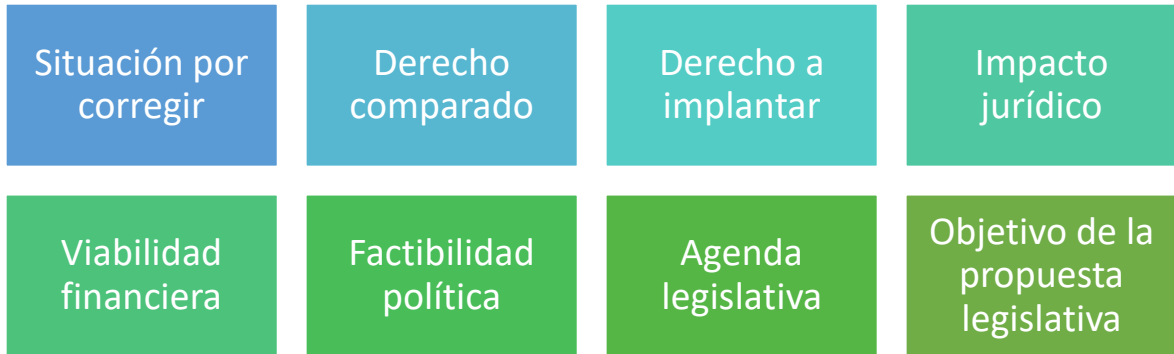 Situación por
corregir
Derecho
comparado
Derecho a
implantar
Impacto
jurídico
Viabilidad
financiera
Factibilidad
política
Agenda
legislativa
Objetivo de la
propuesta
legislativa